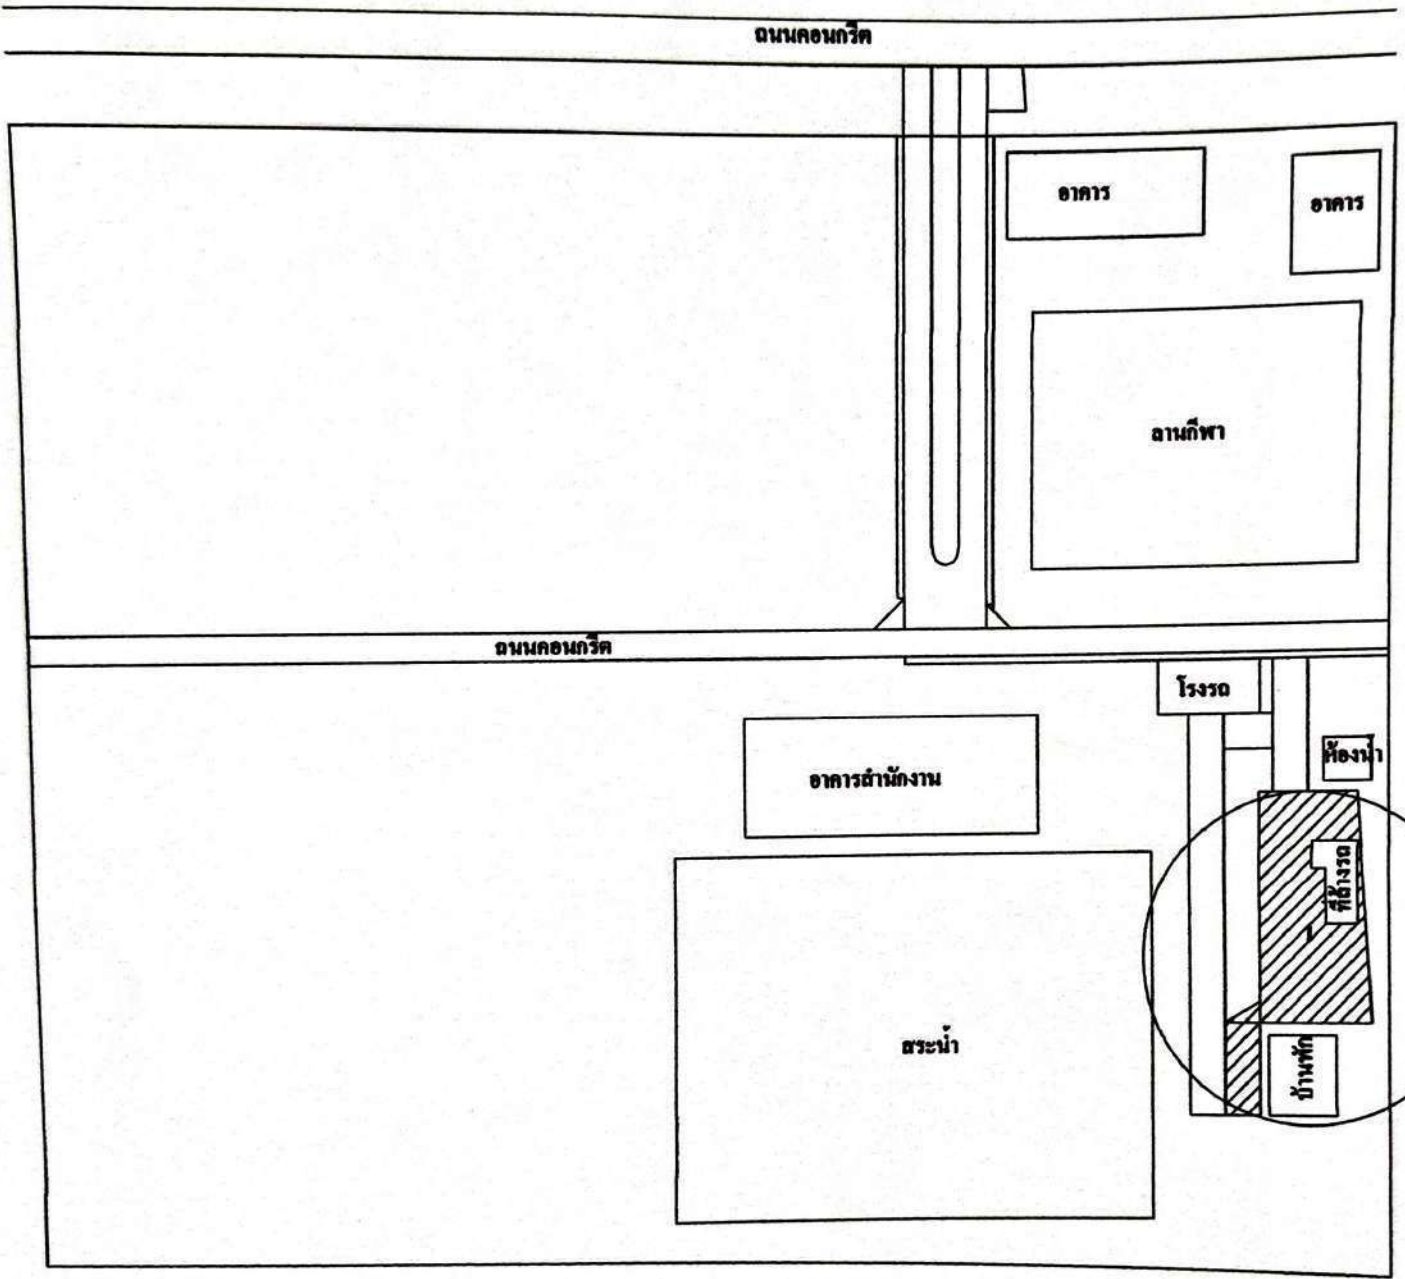 ถนนคอนกรีต
อาคาร
อาคาร
ลานกีฬา
ถนนคอนกรีต
โรงรถ
ห้องน้ำ
อาคารสำนักงาน
ที่ล้างรถ
สระน้ำ
บ้านพัก